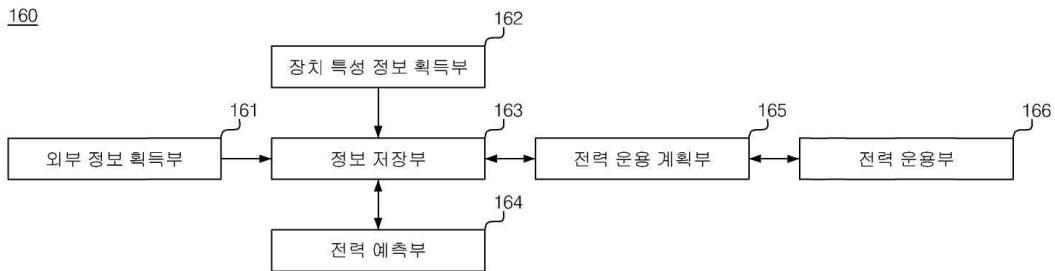 160
162
장치 특성 정보 획득부
161
163
165
166
외부 정보 획득부
정보 저장부
전력 운용 계획부
전력 운용부
164
전력 예측부